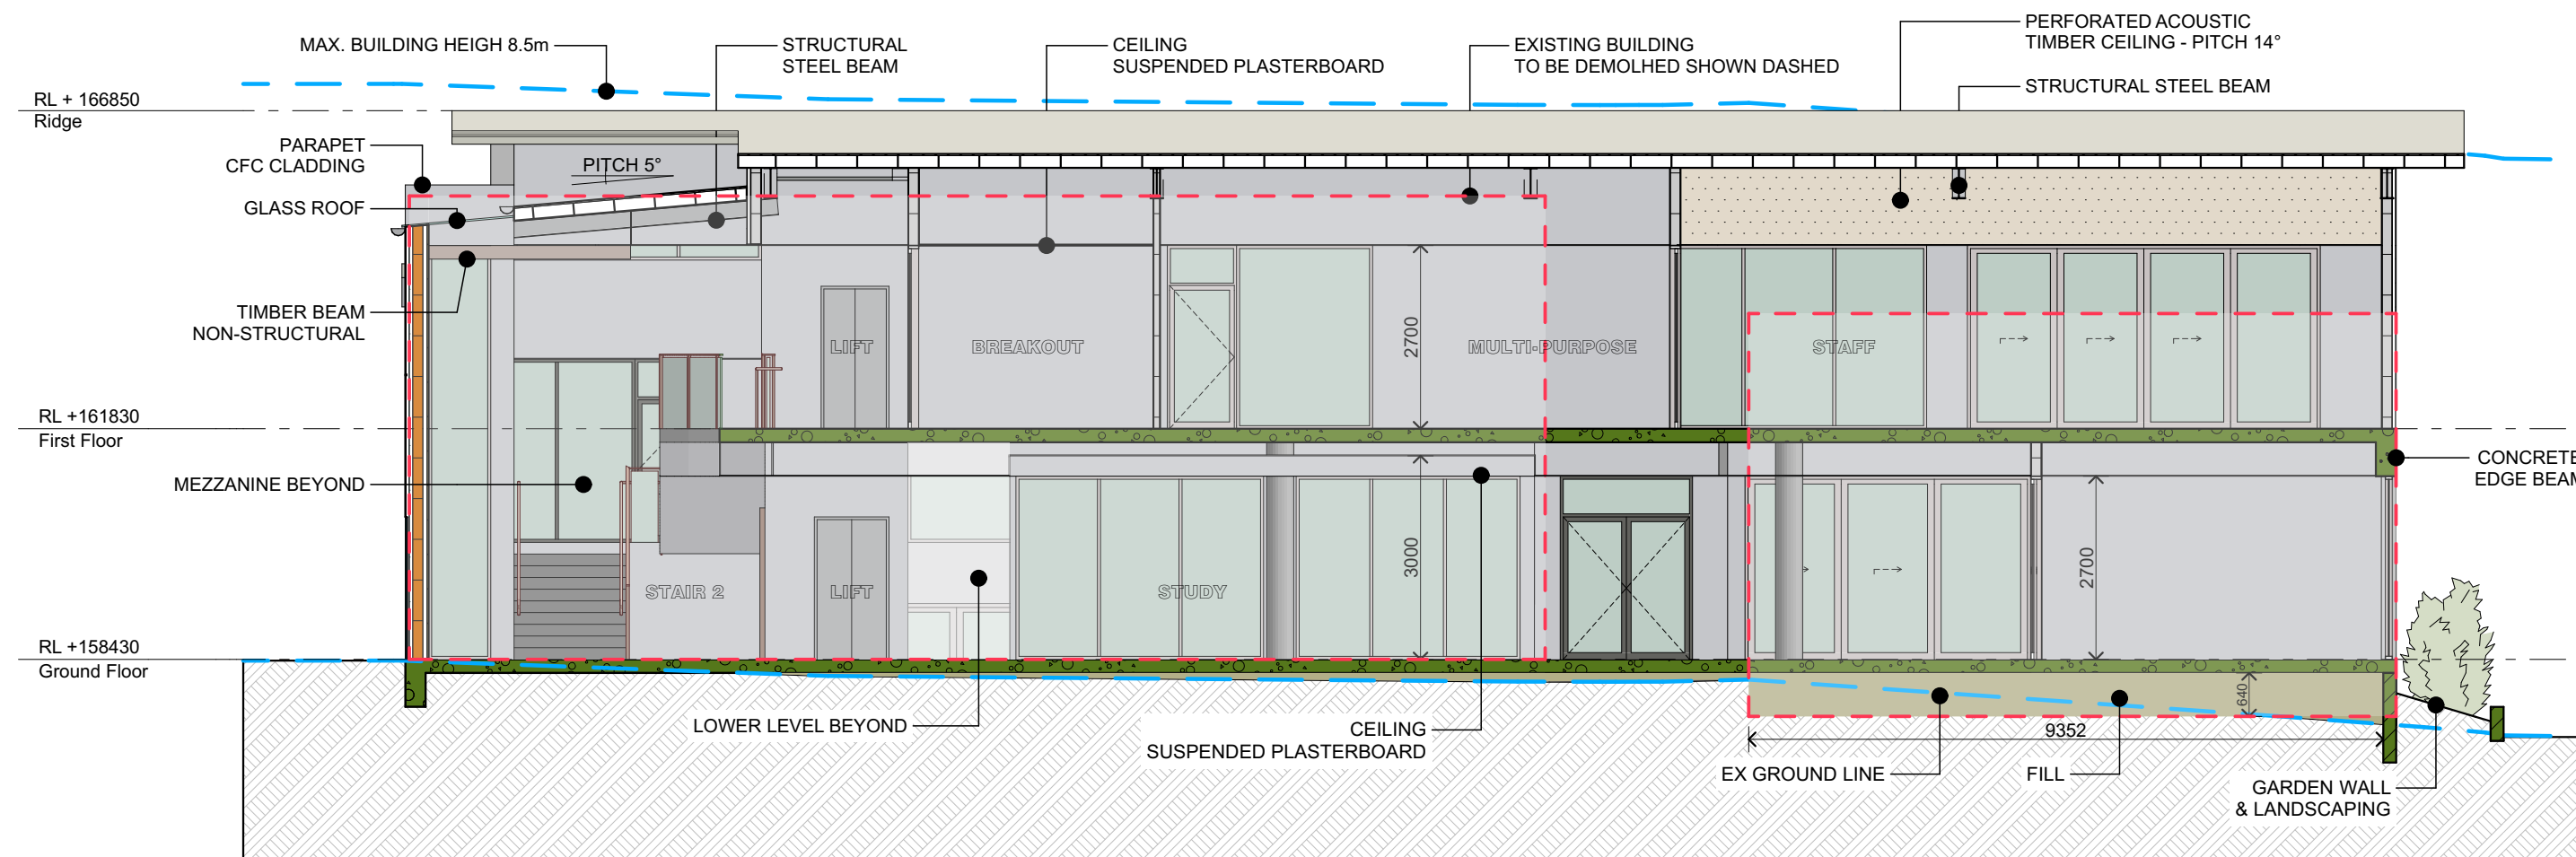 MAX. BUILDING HEIGH 8.5m
STRUCTURAL
STEEL BEAM
CEILING
SUSPENDED PLASTERBOARD
EXISTING BUILDING
TO BE DEMOLHED SHOWN DASHED
PERFORATED ACOUSTIC
TIMBER CEILING - PITCH 14°
STRUCTURAL STEEL BEAM
RL + 166850
Ridge
PARAPET
CFC CLADDING
PITCH 5°
GLASS ROOF
TIMBER BEAM
NON-STRUCTURAL
LIFT
BREAKOUT
2700
MULTI-PURPOSE
STAFF
RL +161830
First Floor
MEZZANINE BEYOND
CONCRETE
EDGE BEAM
STAIR 2
LIFT
STUDY
3000
2700
RL +158430
Ground Floor
640
LOWER LEVEL BEYOND
CEILING
SUSPENDED PLASTERBOARD
9352
EX GROUND LINE
FILL
GARDEN WALL
& LANDSCAPING